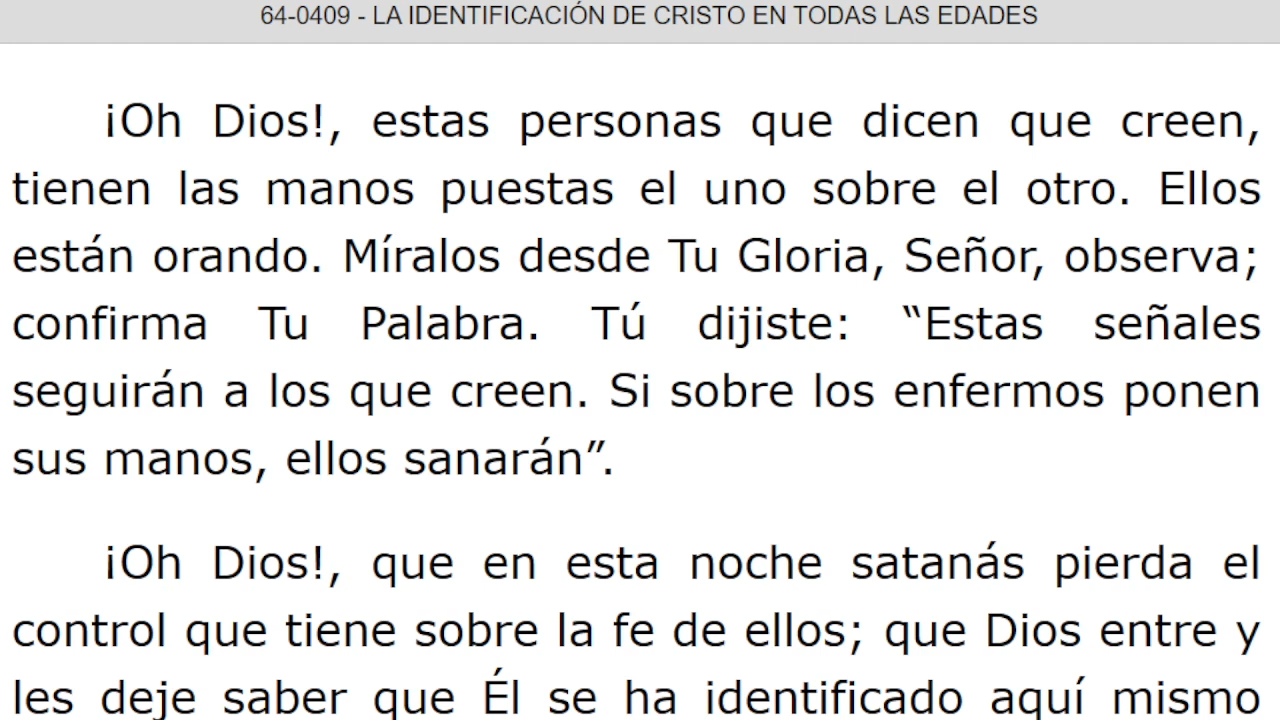 64-0409 - LA IDENTIFICACIÓN DE CRISTO EN TODAS LAS EDADES
¡Oh Dios!, estas personas que dicen que creen,
tienen las manos puestas el uno sobre el otro. Ellos
están orando. Míralos desde Tu Gloria, Señor, observa;
confirma Tu Palabra. Tú dijiste: “Estas señales
seguirán a los que creen. Si sobre los enfermos ponen
sus manos, ellos sanarán”.
¡Oh Dios!, que en esta noche satanás pierda el
control que tiene sobre la fe de ellos; que Dios entre y
les deje saber que Él se ha identificado aquí mismo